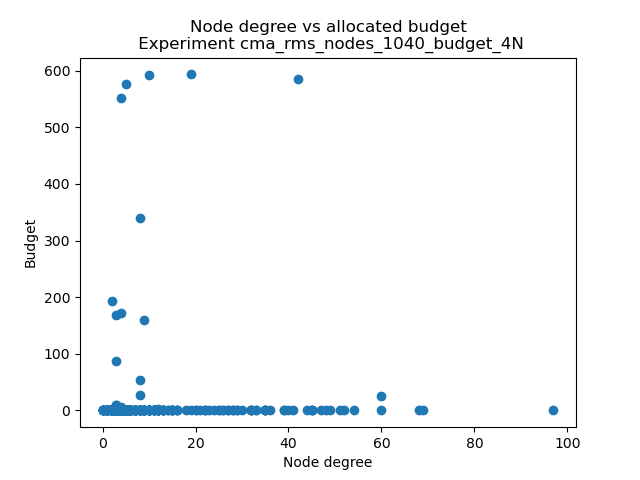 Node degree vs allocated budget
Experiment cma_rms_nodes_1040_budget_4N
600
500
400
300
200
100
0
Budget
0 20 40 60 80 100
Node degree